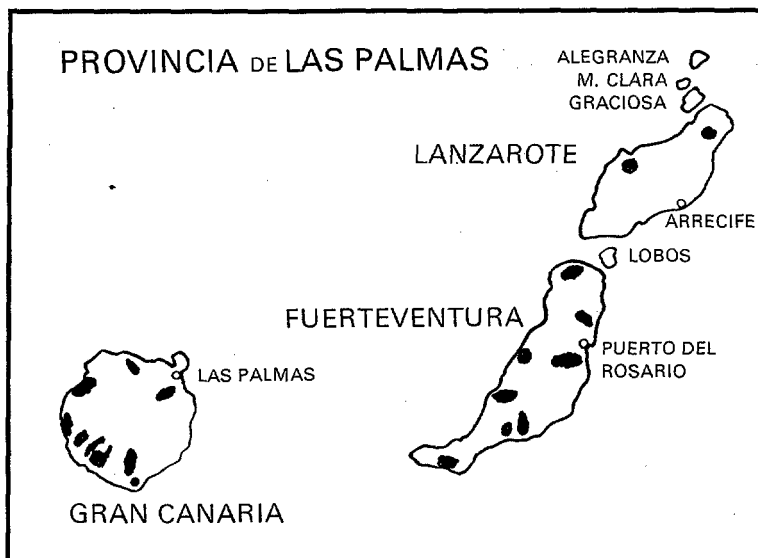 PROVINCIA DE LAS PALMAS
ALEGRANZA
M. CLARA
GRACIOSA
LANZAROTE
ARRECIFE
LOBOS
FUERTEVENTURA
PUERTO DEL
ROSARIO
LAS PALMAS
GRAN CANARIA